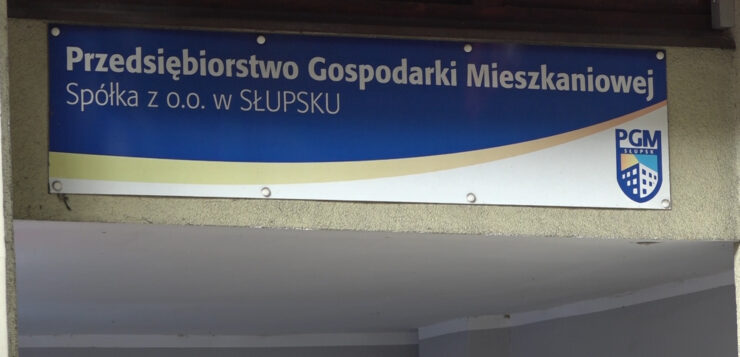 Przedsiębiorstwo Gospodarki Mieszkaniowej
Spółka z o.o. w SŁUPSKU
PGM
SŁUPSK